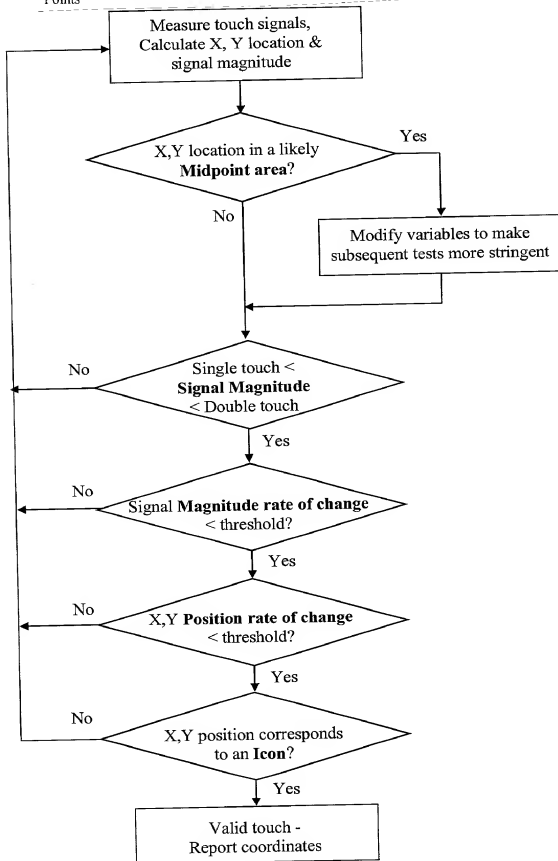 Points
Measure touch signals,
Calculate X, Y location &
signal magnitude
X,Y location in a likely
Midpoint area?
Yes
No
Modify variables to make
subsequent tests more stringent
Single touch <
Signal Magnitude
< Double touch
No
Yes
Signal Magnitude rate of change
< threshold?
No
Yes
X,Y Position rate of change
< threshold?
No
Yes
X,Y position corresponds
to an Icon?
No
Yes
Valid touch -
Report coordinates